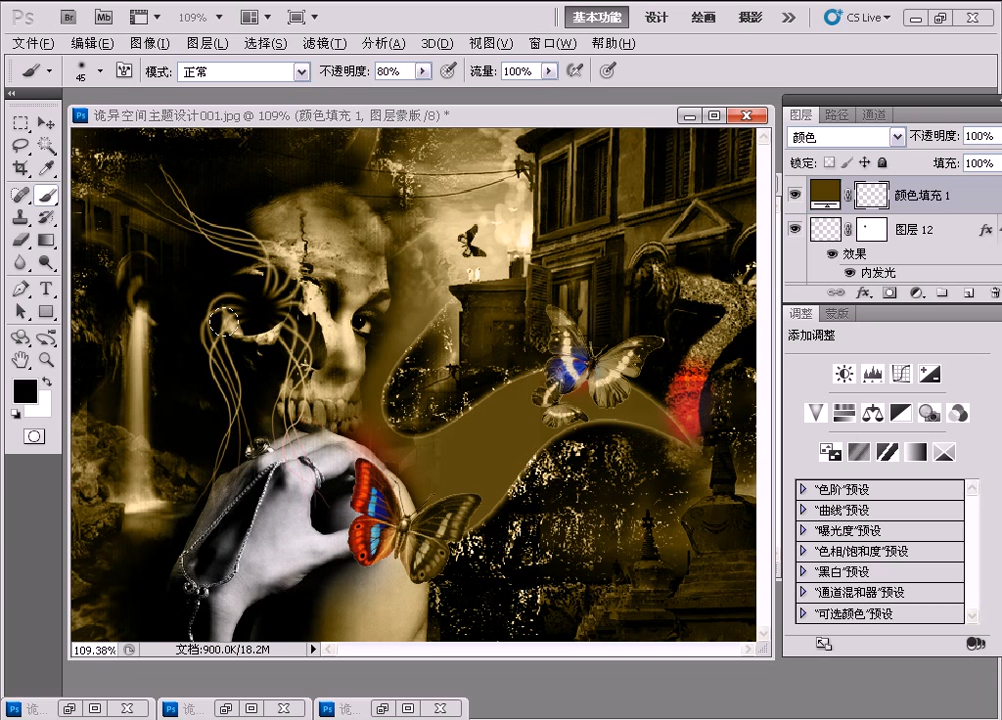 Ps Br Mb 109% 基本功能 设计 绘画 摄影 CS Live
文件(F) 编辑(E) 图像(I) 图层(L) 选择(S) 滤镜(T) 分析(A) 3D(D) 视图(V) 窗口(W) 帮助(H)
45 模式: 正常 不透明度: 80% 流量: 100%
Ps 诡异空间主题设计001.jpg @ 109% (颜色填充 1, 图层蒙版/8) *
图层 路径 通道
颜色 不透明度: 100%
锁定: 填充: 100%
颜色填充 1
图层 12 fx
效果
内发光
fx
T
调整 蒙版
添加调整
"色阶"预设
"曲线"预设
"曝光度"预设
"色相/饱和度"预设
"黑白"预设
"通道混和器"预设
"可选颜色"预设
109.38% 文档:900.0K/18.2M
Ps 诡... Ps 诡... Ps 诡...